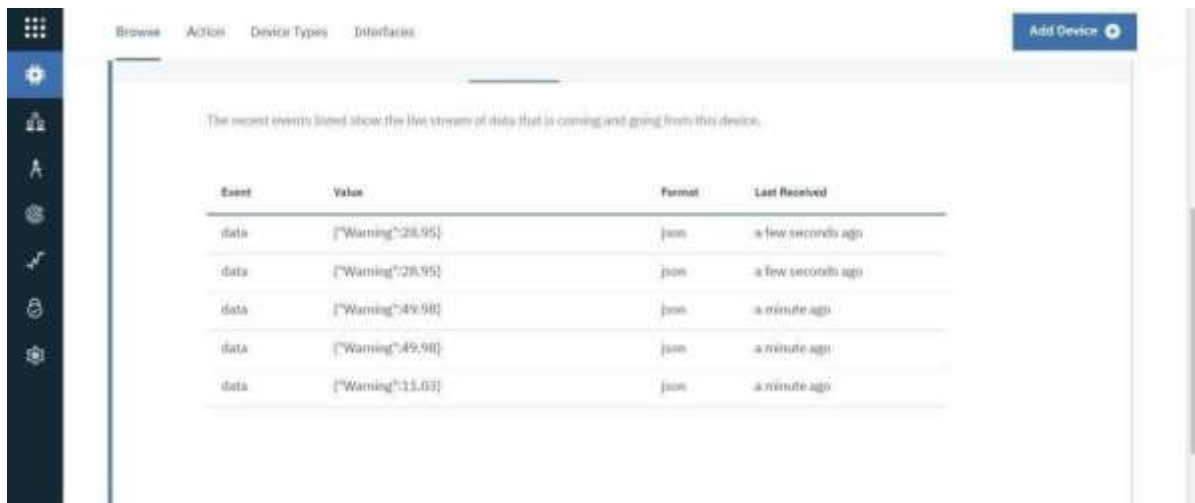 Browse Action Device Types Interfaces Add Device
The recent events listed show the live stream of data that is coming and going from this device.
Event Value Format Last Received
data {"Warning":28.95} json a few seconds ago
data {"Warning":28.95} json a few seconds ago
data {"Warning":49.98} json a minute ago
data {"Warning":49.98} json a minute ago
data {"Warning":11.03} json a minute ago